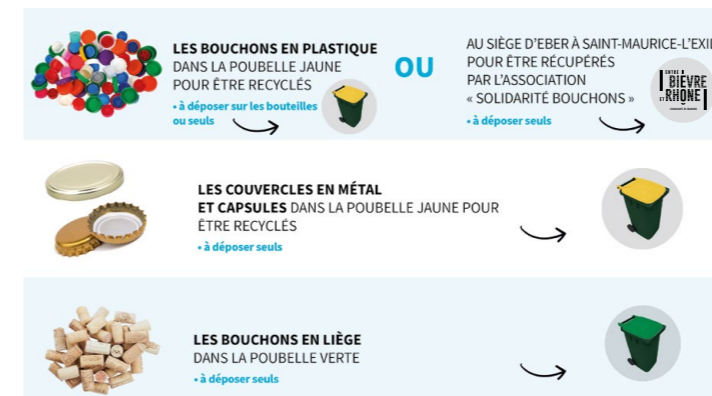 LES BOUCHONS EN PLASTIQUE
DANS LA POUBELLE JAUNE
POUR ÊTRE RECYCLÉS
• à déposer sur les bouteilles
ou seuls
OU
AU SIÈGE D'EBER À SAINT-MAURICE-L'EXIL
POUR ÊTRE RÉCUPÉRÉS
PAR L'ASSOCIATION
« SOLIDARITÉ BOUCHONS »
• à déposer seuls
ENTRE
BIÈVRE
ET RHÔNE
LES COUVERCLES EN MÉTAL
ET CAPSULES DANS LA POUBELLE JAUNE POUR
ÊTRE RECYCLÉS
• à déposer seuls
LES BOUCHONS EN LIÈGE
DANS LA POUBELLE VERTE
• à déposer seuls